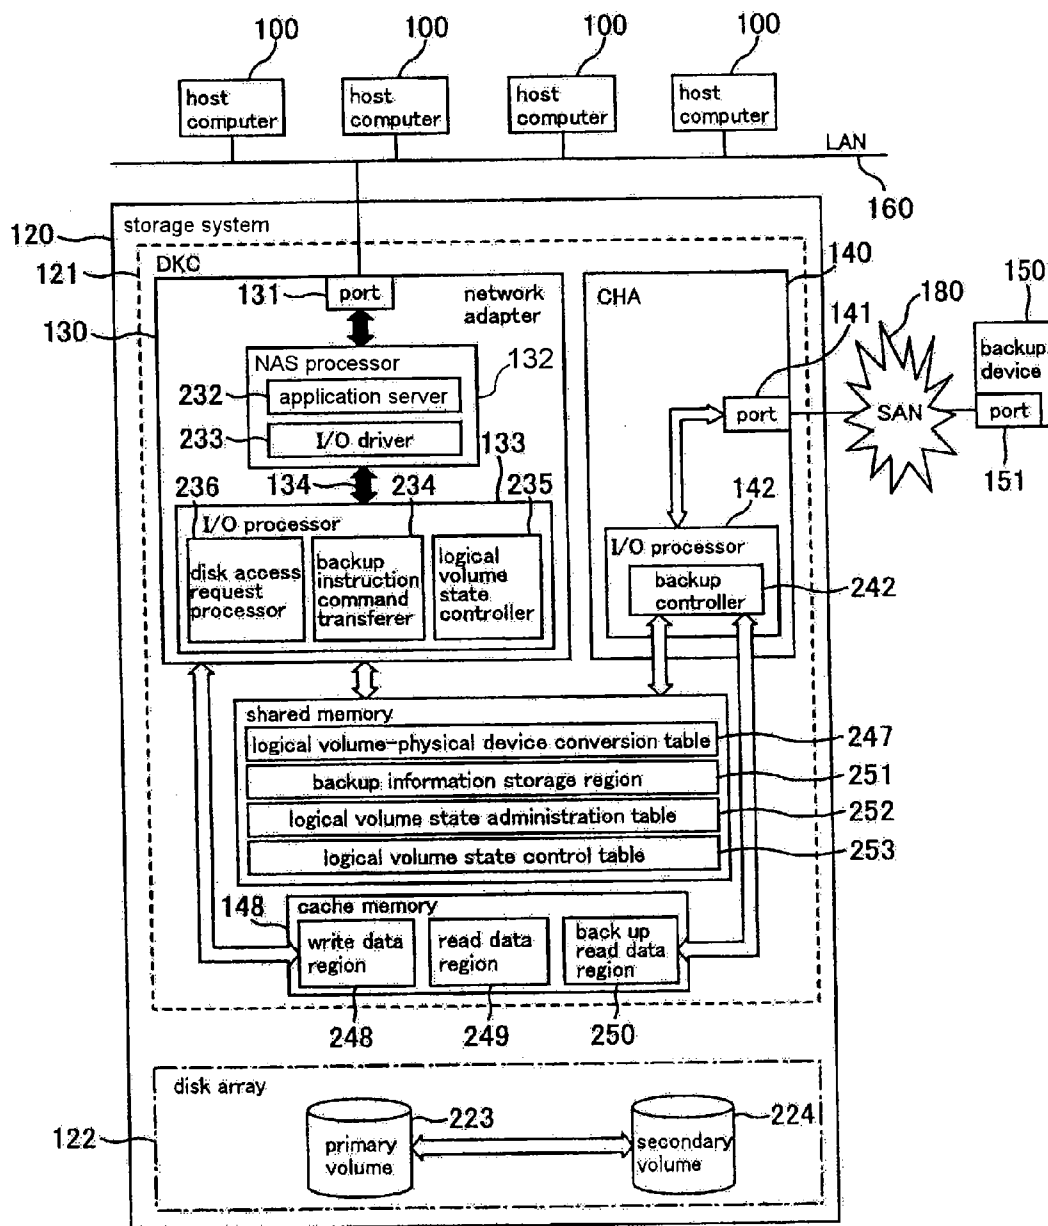 100
100
100
100
host
computer
host
computer
host
computer
host
computer
LAN
160
120
storage system
121
DKC
140
130
131
port
network
adapter
CHA
141
180
150
NAS processor
132
232
application server
233
I/O driver
port
SAN
backup
device
port
151
133
236
134
234
235
142
I/O processor
disk access
request
processor
backup
instruction
command
transferer
logical
volume
state
controller
I/O processor
backup
controller
242
shared memory
logical volume-physical device conversion table
247
backup information storage region
251
logical volume state administration table
252
logical volume state control table
253
148
cache memory
write data
region
read data
region
back up
read data
region
248
249
250
disk array
122
223
224
primary
volume
secondary
volume